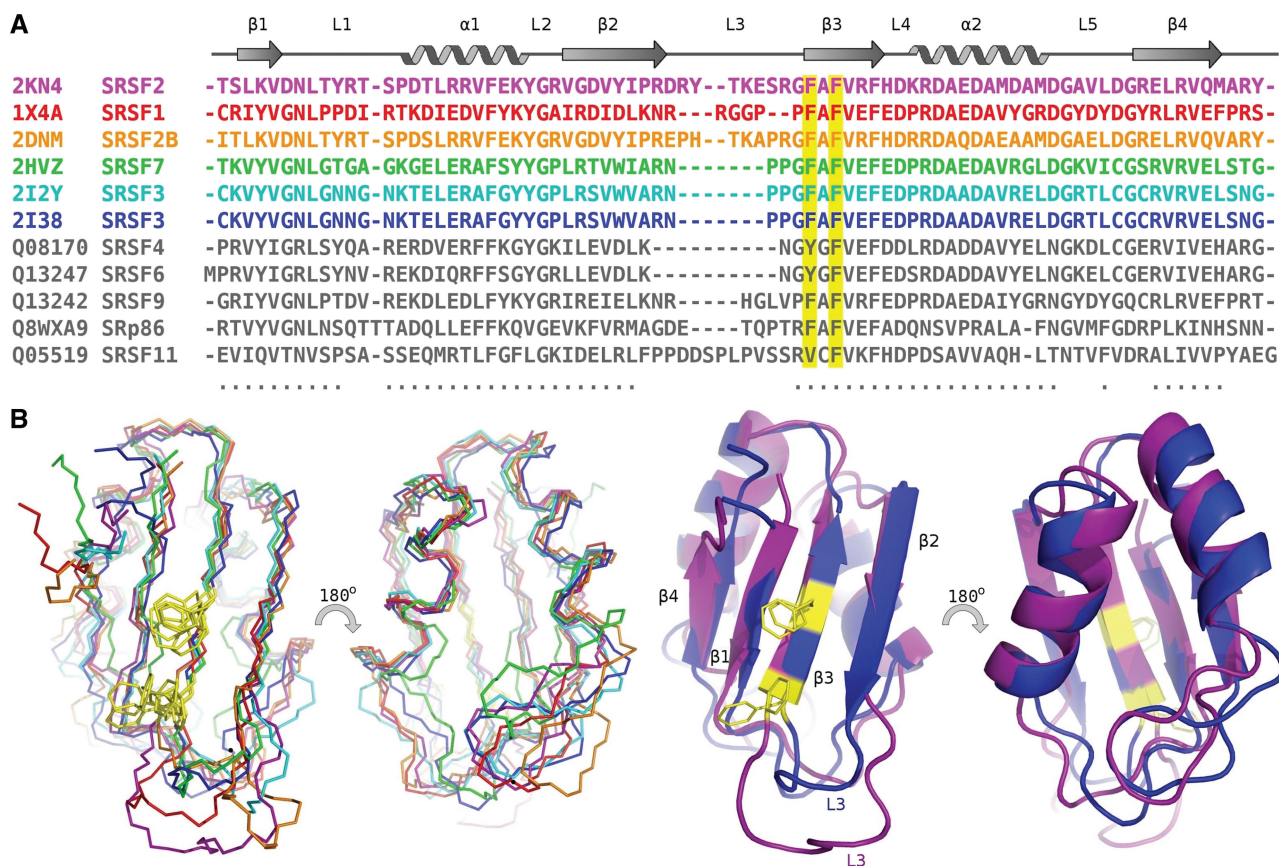 A
β1 L1 α1 L2 β2 L3 β3 L4 α2 L5 β4
2KN4 SRSF2 -TSLKVDNLTYRT-SPDTLRRVFEKYGRVGDVYIPRDRY--TKESRGFAFVRFHDKRDAEDAMDAMDGAVLDGRELRVQMARY-
1X4A SRSF1 -CRIYVGNLPPDI-RTKDIEDVFYKYGAIRDIDLKNR---RGGP--PFAFVEFEDPRDAEDAVYGRDGYDYDGYRLRVEFPRS-
2DNM SRSF2B -ITLKVDNLTYRT-SPDSLRRVFEKYGRVGDVYIPREPH--TKAPRGFAFVRFHDRRDAQDAEAAMDGAELDGRELRVQVARY-
2HVZ SRSF7 -TKVYVGNLGTGA-GKGELERAFSYYGPLRTVWIARN-------PPGFAFVEFEDPRDAEDAVRGLDGKVICGSRVRVELSTG-
2I2Y SRSF3 -CKVYVGNLGNNG-NKTELERAFGYYGPLRSVWVARN-------PPGFAFVEFEDPRDAADAVRELDGRTLCGCRVRVELSNG-
2I38 SRSF3 -CKVYVGNLGNNG-NKTELERAFGYYGPLRSVWVARN-------PPGFAFVEFEDPRDAADAVRELDGRTLCGCRVRVELSNG-
Q08170 SRSF4 -PRVYIGRLSYQA-RERDVERFFKGYGKILEVDLK----------NGYGFVEFDDLRDADDAVYELNGKDLCGERVIVEHARG-
Q13247 SRSF6 MPRVYIGRLSYNV-REKDIQRFFSGYGRLLEVDLK----------NGYGFVEFEDSRDADDAVYELNGKELCGERVIVEHARG-
Q13242 SRSF9 -GRIYVGNLPTDV-REKDLEDLFYKYGRIREIELKNR-----HGLVPFAFVRFEDPRDAEDAIYGRNGYDYGQCRLRVEFPRT-
Q8WXA9 SRp86 -RTVYVGNLNSQTTTADQLLEFFKQVGEVKFVRMAGDE----TQPTRFAFVEFADQNSVPRALA-FNGVMFGDRPLKINHSNN-
Q05519 SRSF11 -EVIQVTNVSPSA-SSEQMRTLFGFLGKIDELRLFPPDDSPLPVSSRVCFVKFHDPDSAVVAQH-LTNTVFVDRALIVVPYAEG
B
180° 180°
β2
β4
β1
β3
L3
L3